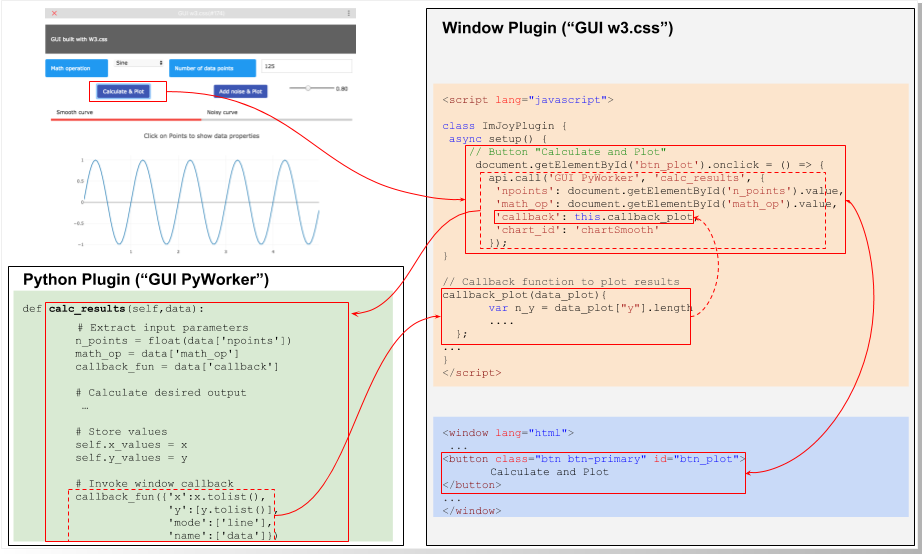 GUI built with W3.css
Math operation
Sine
Number of data points
125
Calculate & Plot
Add noise & Plot
0.80
Smooth curve
Noisy curve
Click on Points to show data properties
1
0.5
0
−0.5
−1
Window Plugin (“GUI w3.css”)
<script lang="javascript">
class ImJoyPlugin {
async setup() {
// Button "Calculate and Plot"
document.getElementById('btn_plot').onclick = () => {
api.call('GUI PyWorker', 'calc_results', {
'npoints': document.getElementById('n_points').value,
'math_op': document.getElementById('math_op').value,
'callback': this.callback_plot
'chart_id': 'chartSmooth'
});
}
// Callback function to plot results
callback_plot(data_plot){
var n_y = data_plot["y"].length
....
};
...
}
</script>
<window lang="html">
...
<button class="btn btn-primary" id="btn_plot">
Calculate and Plot
</button>
...
</window>
Python Plugin (“GUI PyWorker”)
def calc_results(self,data):
# Extract input parameters
n_points = float(data['npoints'])
math_op = data['math_op']
callback_fun = data['callback']
# Calculate desired output
…
# Store values
self.x_values = x
self.y_values = y
# Invoke window callback
callback_fun({'x':x.tolist(),
'y':[y.tolist()],
'mode':['line'],
'name':['data']})